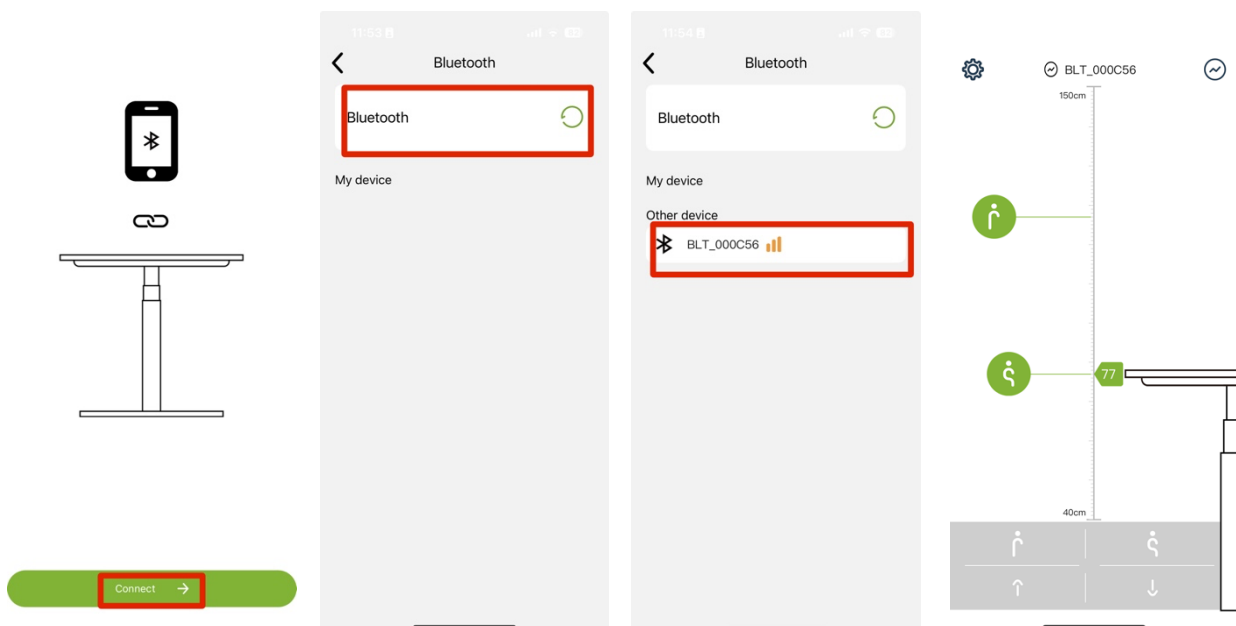 Connect →
11:53
Bluetooth
Bluetooth
My device
11:54
Bluetooth
Bluetooth
My device
Other device
BLT_000C56
BLT_000C56
150cm
77
40cm